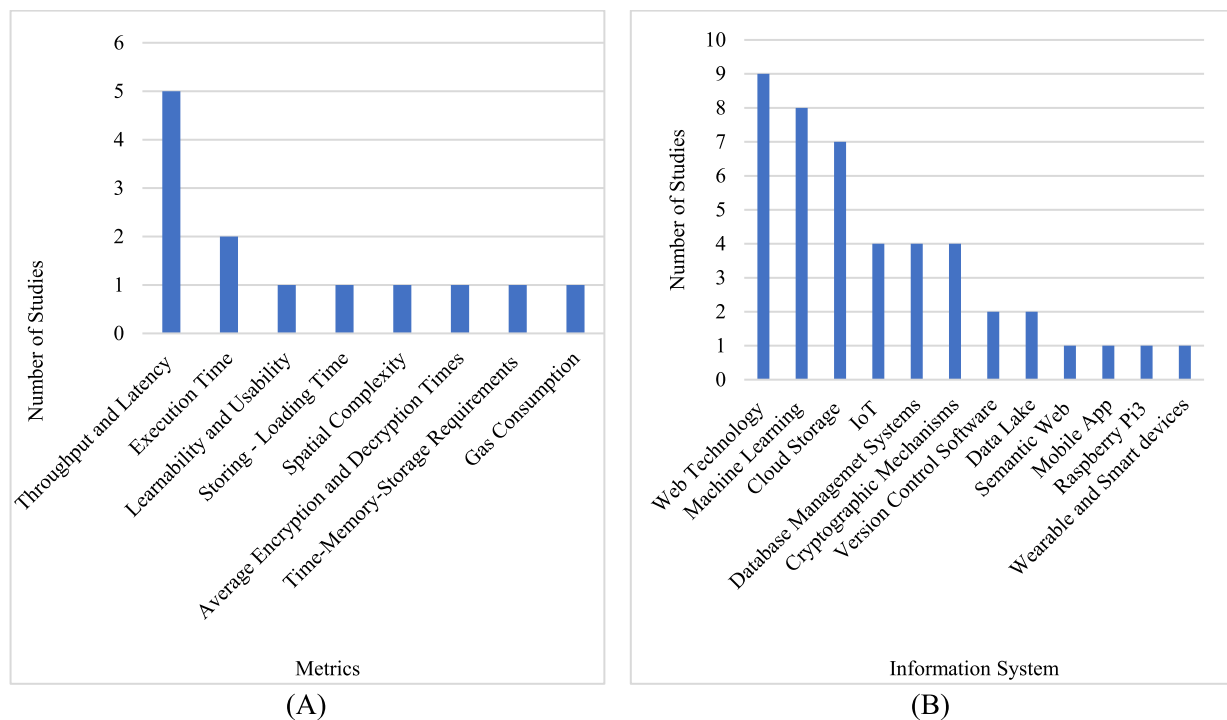 6
5
4
3
2
1
0
Number of Studies
Throughput and Latency
Execution Time
Learnability and Usability
Storing - Loading Time
Spatial Complexity
Average Encryption and Decryption Times
Time-Memory-Storage Requirements
Gas Consumption
Metrics
(A)
10
9
8
7
6
5
4
3
2
1
0
Number of Studies
Web Technology
Machine Learning
Cloud Storage
IoT
Database Managemet Systems
Cryptographic Mechanisms
Version Control Software
Data Lake
Semantic Web
Mobile App
Raspberry Pi3
Wearable and Smart devices
Information System
(B)